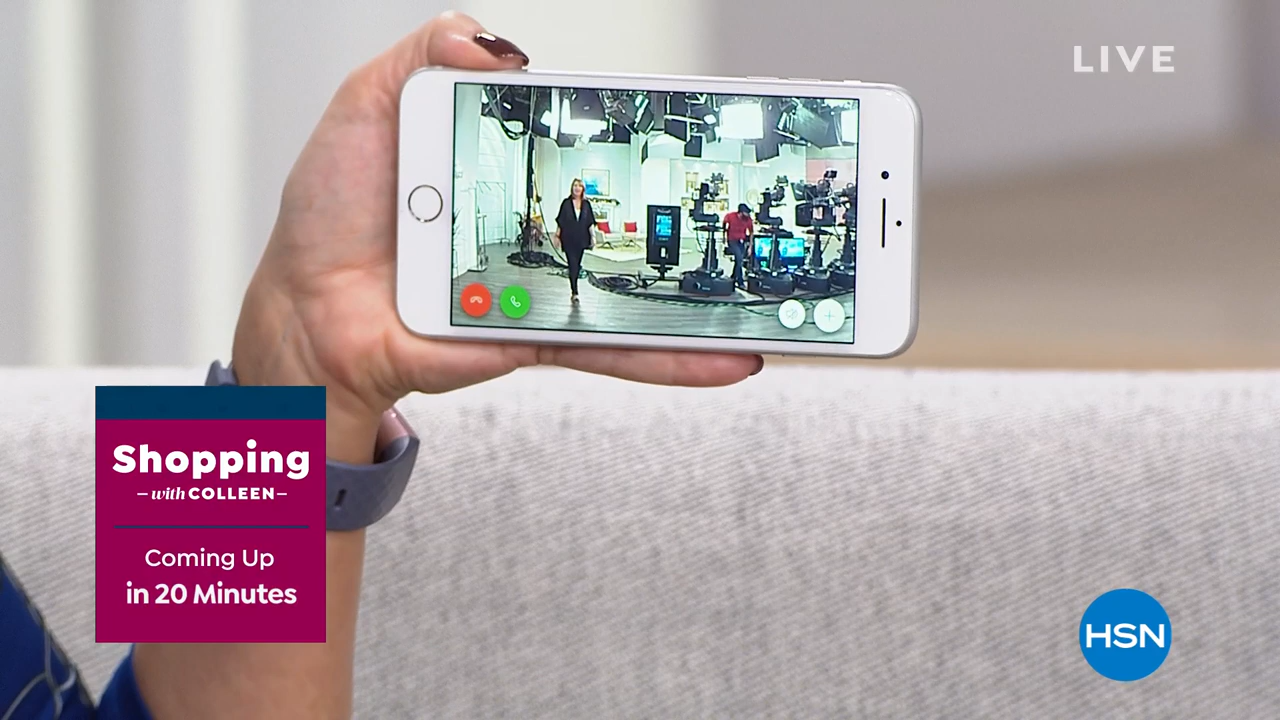 LIVE
Shopping
with COLLEEN
Coming Up
in 20 Minutes
HSN